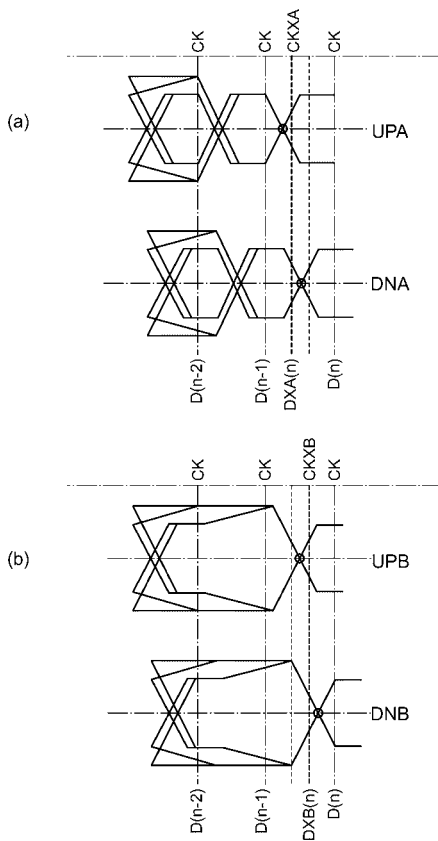 CK
CK
CKXA
CK
(a)
UPA
DNA
D(n-2)
D(n-1)
DXA(n)
D(n)
CK
CK
CKXB
CK
(b)
UPB
DNB
D(n-2)
D(n-1)
DXB(n)
D(n)